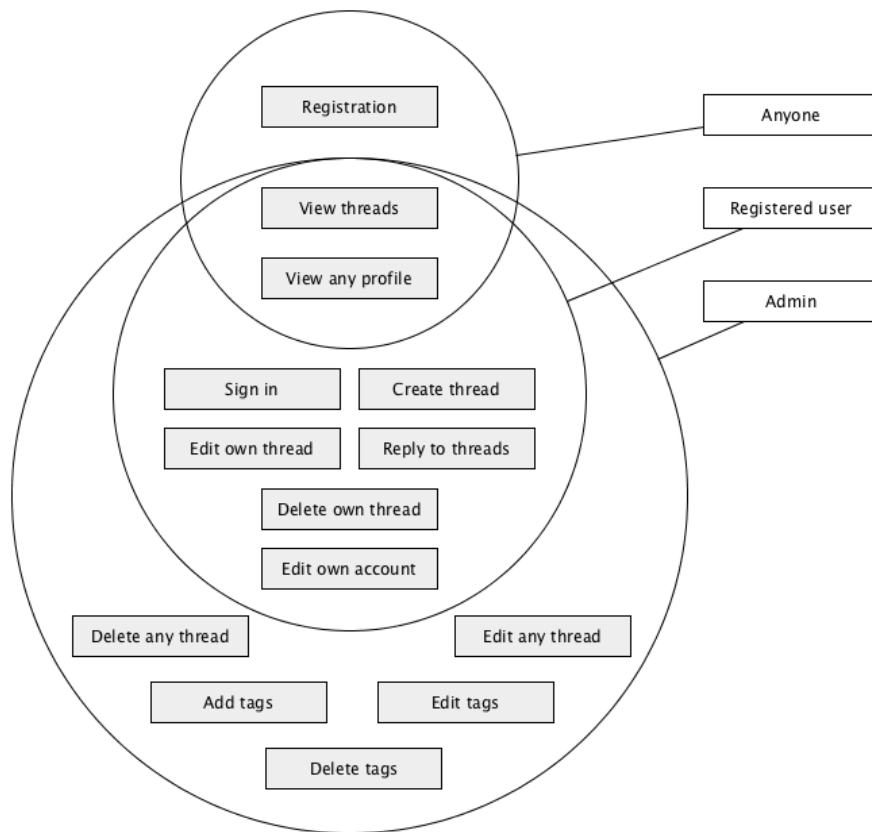 Registration
Anyone
View threads
Registered user
View any profile
Admin
Sign in
Create thread
Edit own thread
Reply to threads
Delete own thread
Edit own account
Delete any thread
Edit any thread
Add tags
Edit tags
Delete tags